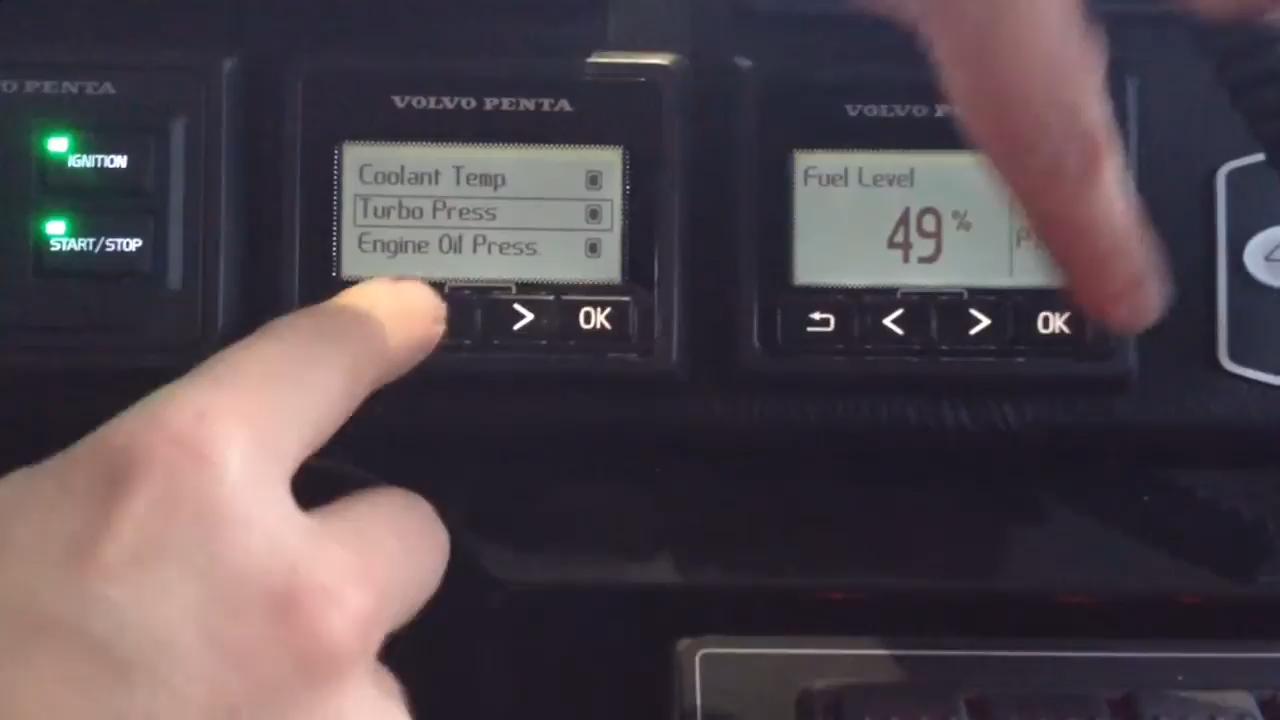 O PENTA
IGNITION
START/STOP
VOLVO PENTA
Coolant Temp
Turbo Press
Engine Oil Press.
> OK
VOLVO P
Fuel Level
49 %
< > OK